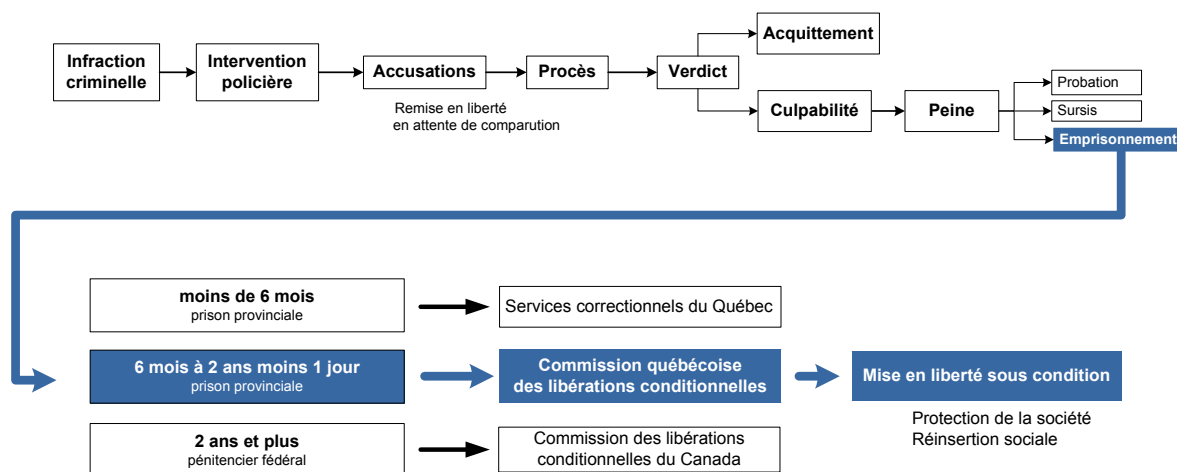 Infraction
criminelle
Intervention
policière
Accusations
Remise en liberté
en attente de comparution
Procès
Verdict
Acquittement
Culpabilité
Peine
Probation
Sursis
Emprisonnement
moins de 6 mois
prison provinciale
Services correctionnels du Québec
6 mois à 2 ans moins 1 jour
prison provinciale
Commission québécoise
des libérations conditionnelles
Mise en liberté sous condition
Protection de la société
Réinsertion sociale
2 ans et plus
pénitencier fédéral
Commission des libérations
conditionnelles du Canada